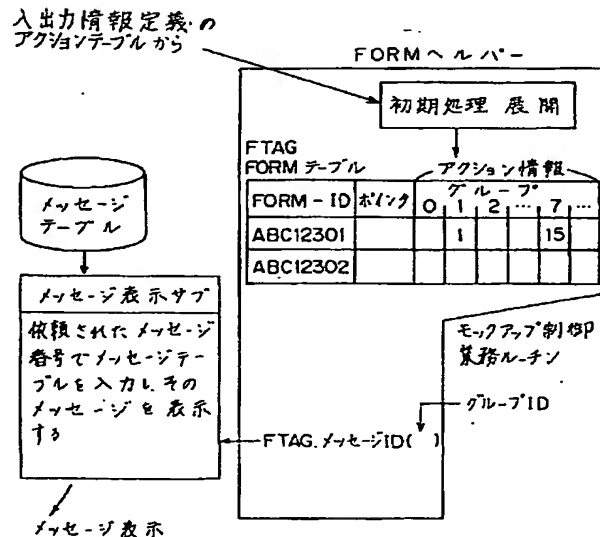 入出力情報定義の
アクションテーブルから
FORMヘルパー
初期処理 展開
FTAG
FORMテーブル
アクション情報
グループ
FORM-ID ポインタ 0 1 2 … 7 …
ABC12301 1 15
ABC12302
メッセージ
テーブル
メッセージ表示サブ
依頼されたメッセージ
番号でメッセージテー
ブルを入力し、その
メッセージを表示
する
モックアップ制御
業務ルーチン
グループID
FTAG.メッセージID( )
メッセージ表示